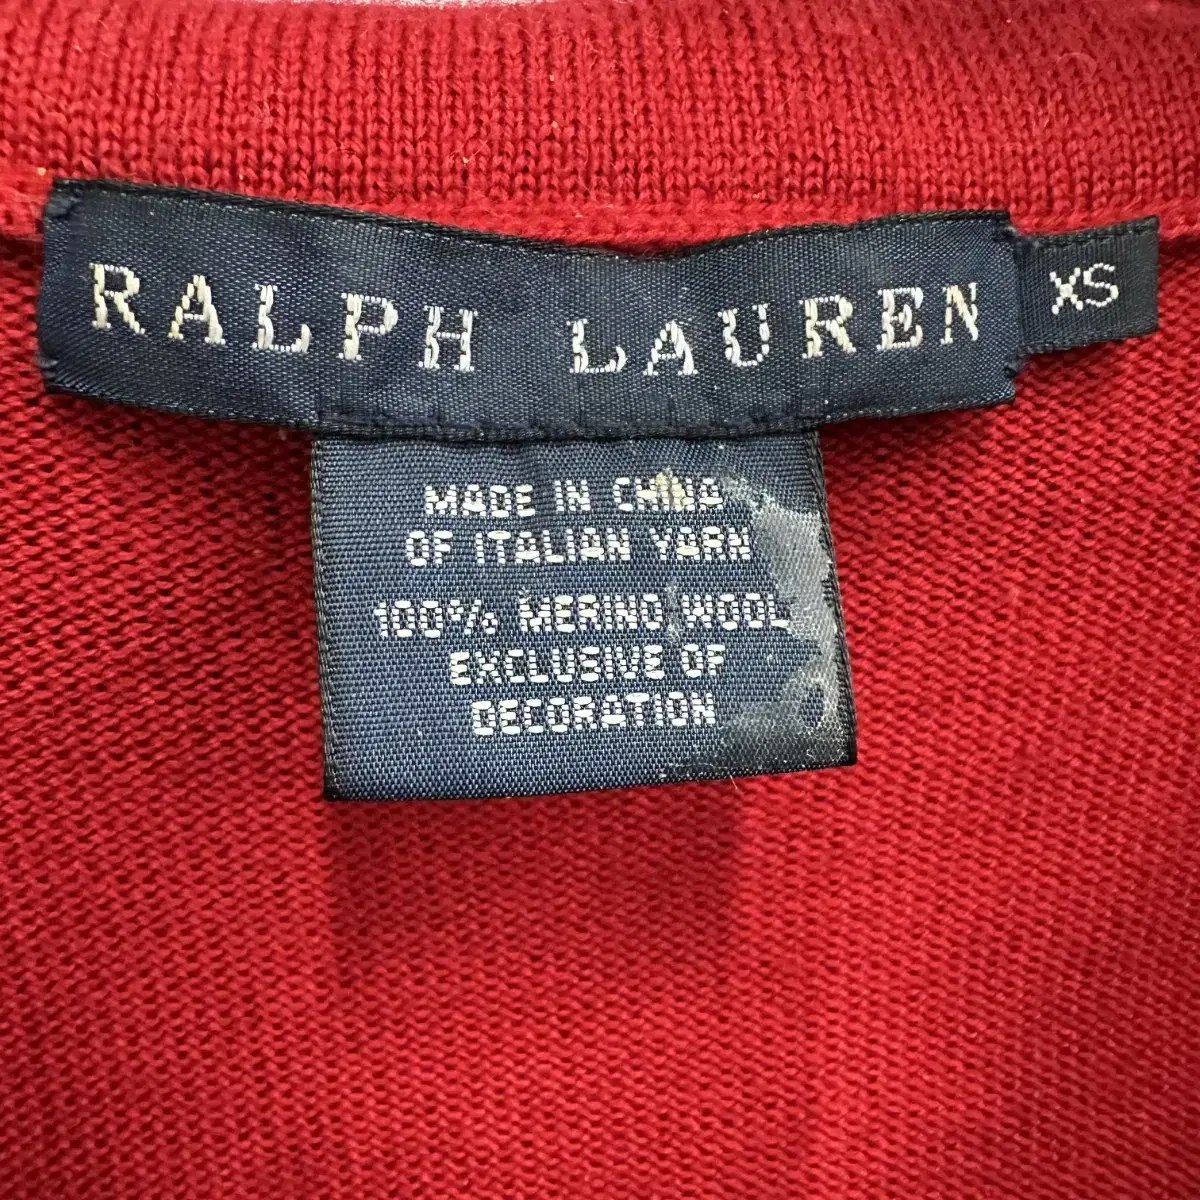 RALPH LAUREN
XS
MADE IN CHINA
OF ITALIAN YARN
100% MERINO WOOL
EXCLUSIVE OF
DECORATION